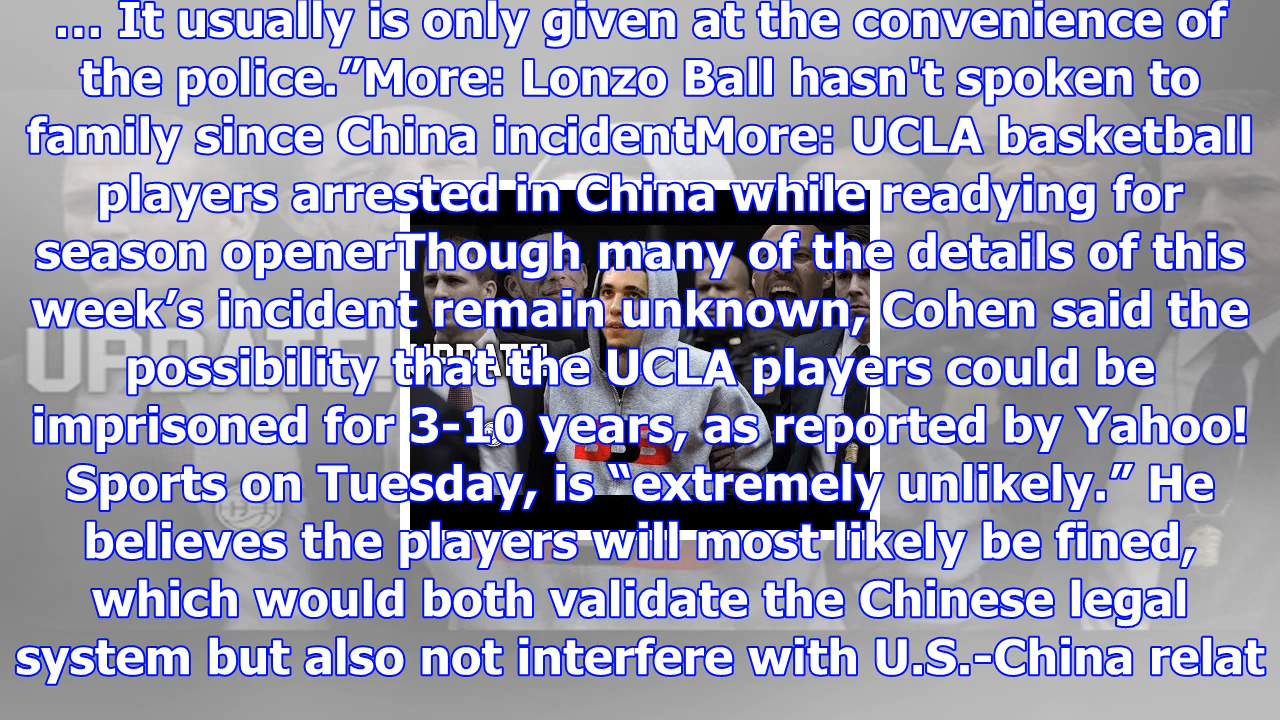 ... It usually is only given at the convenience of
the police.”More: Lonzo Ball hasn't spoken to
family since China incidentMore: UCLA basketball
players arrested in China while readying for
season openerThough many of the details of this
week’s incident remain unknown, Cohen said the
possibility that the UCLA players could be
imprisoned for 3-10 years, as reported by Yahoo!
Sports on Tuesday, is “extremely unlikely.” He
believes the players will most likely be fined,
which would both validate the Chinese legal
system but also not interfere with U.S.-China relat
UPDATE!
UPDATE!